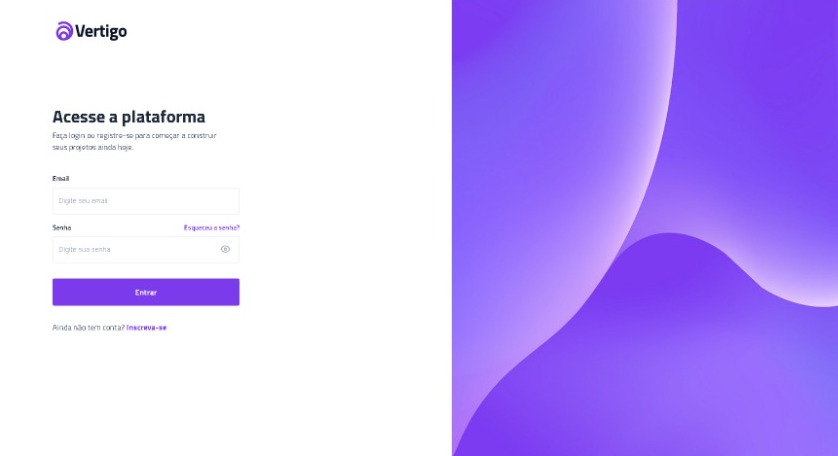 Vertigo
Acesse a plataforma
Faça login ou registre-se para começar a construir
seus projetos ainda hoje.
Email
Digite seu email
Senha
Esqueceu a senha?
Digite sua senha
Entrar
Ainda não tem conta? Inscreva-se